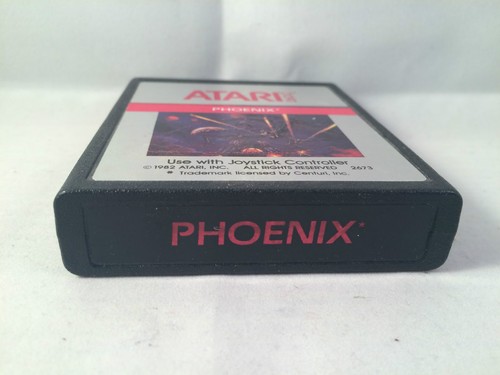 ATARI
PHOENIX*
Use with Joystick Controller
© 1982 ATARI, INC. ALL RIGHTS RESERVED 2673
* Trademark licensed by Centuri, Inc.
PHOENIX*